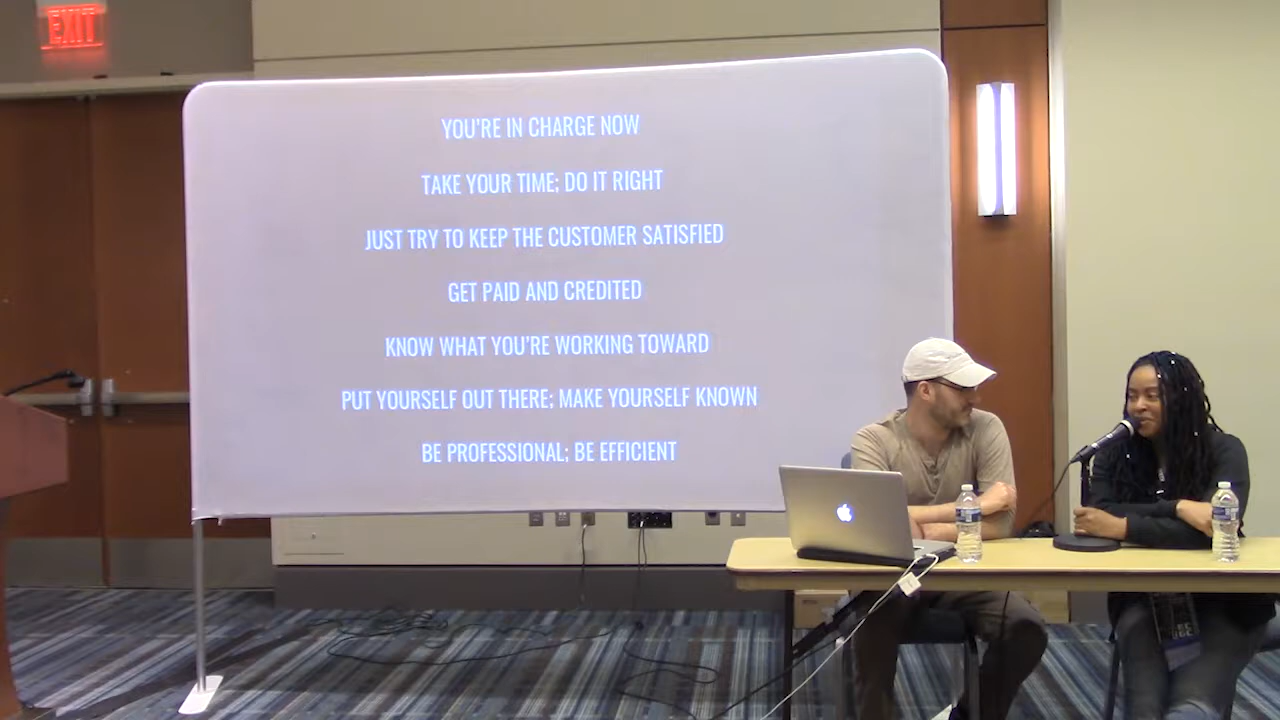 EXIT
YOU'RE IN CHARGE NOW
TAKE YOUR TIME; DO IT RIGHT
JUST TRY TO KEEP THE CUSTOMER SATISFIED
GET PAID AND CREDITED
KNOW WHAT YOU'RE WORKING TOWARD
PUT YOURSELF OUT THERE; MAKE YOURSELF KNOWN
BE PROFESSIONAL; BE EFFICIENT